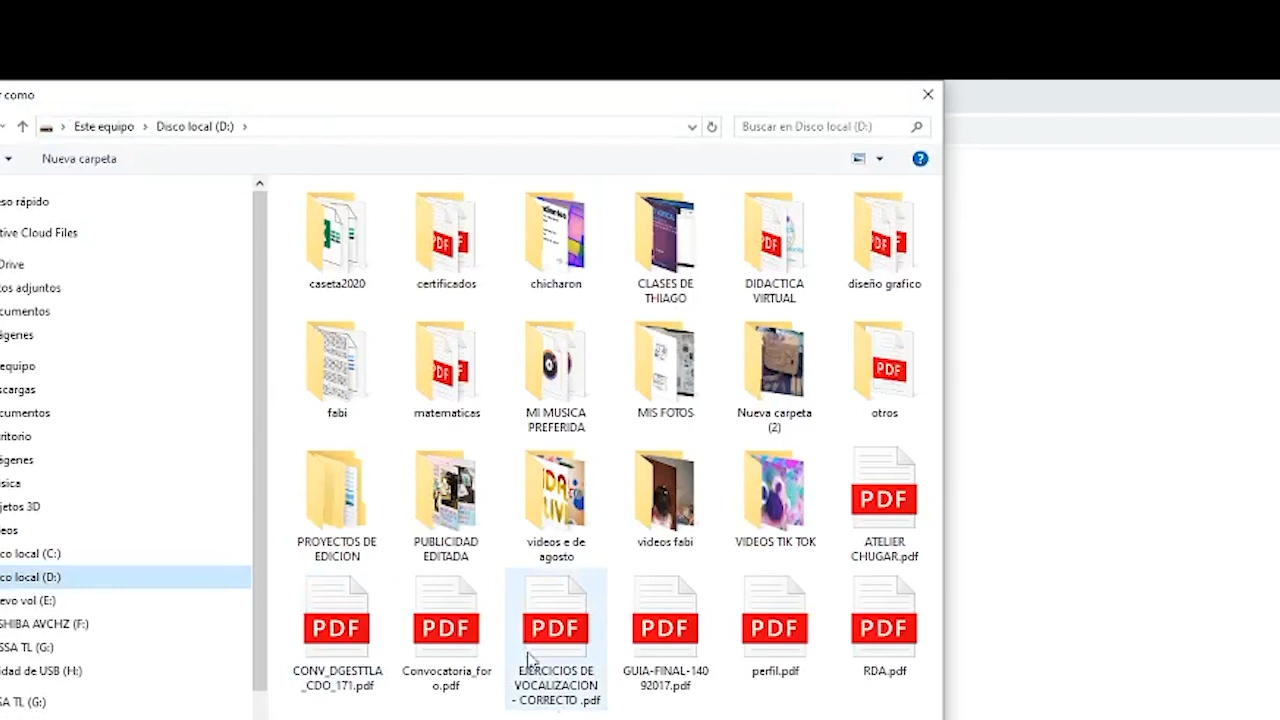 r como
Este equipo > Disco local (D:) >
Buscar en Disco local (D:)
Nueva carpeta
?
so rápido
tive Cloud Files
Drive
tos adjuntos
cumentos
ágenes
equipo
scargas
cumentos
ritorio
ágenes
sica
jetos 3D
eos
co local (C:)
co local (D:)
evo vol (E:)
SHIBA AVCHZ (F:)
SSA TL (G:)
idad de USB (H:)
SA TL (G:)
caseta2020
certificados
chicharon
CLASES DE
THIAGO
DIDACTICA
VIRTUAL
diseño grafico
fabi
matematicas
MI MUSICA
PREFERIDA
MIS FOTOS
Nueva carpeta
(2)
otros
PROYECTOS DE
EDICION
PUBLICIDAD
EDITADA
videos e de
agosto
videos fabi
VIDEOS TIK TOK
PDF
ATELIER
CHUGAR.pdf
PDF
CONV_DGESTTLA
_CDO_171.pdf
PDF
Convocatoria_for
o.pdf
PDF
EJERCICIOS DE
VOCALIZACION
- CORRECTO .pdf
PDF
GUIA-FINAL-140
92017.pdf
PDF
perfil.pdf
PDF
RDA.pdf